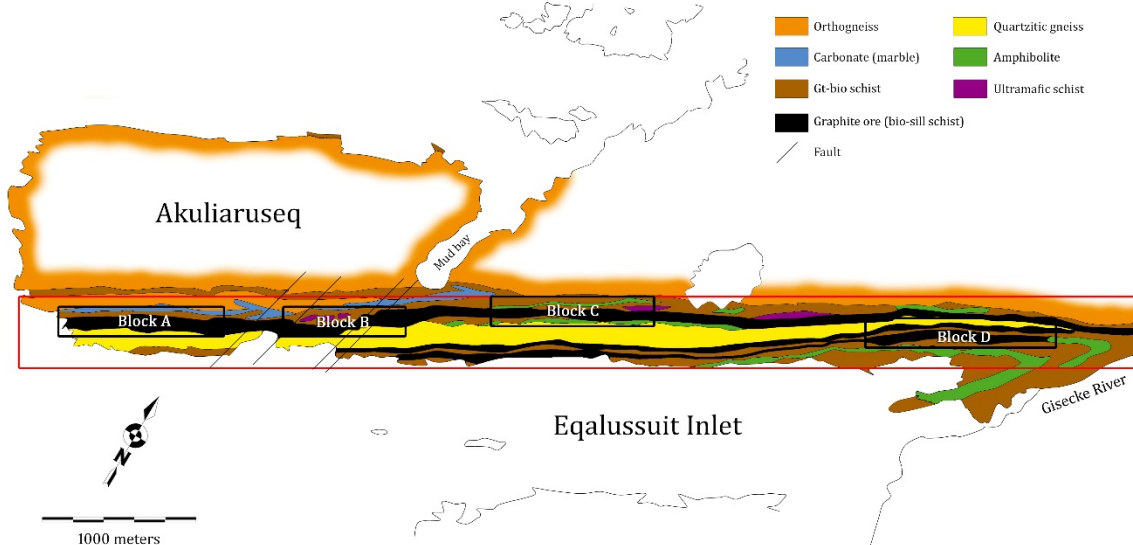 Orthogneiss
Quartzitic gneiss
Carbonate (marble)
Amphibolite
Gt-bio schist
Ultramafic schist
Graphite ore (bio-sill schist)
Fault
Akuliaruseq
Mud bay
Block A
Block B
Block C
Block D
Gisecke River
Eqalussuit Inlet
N
1000 meters